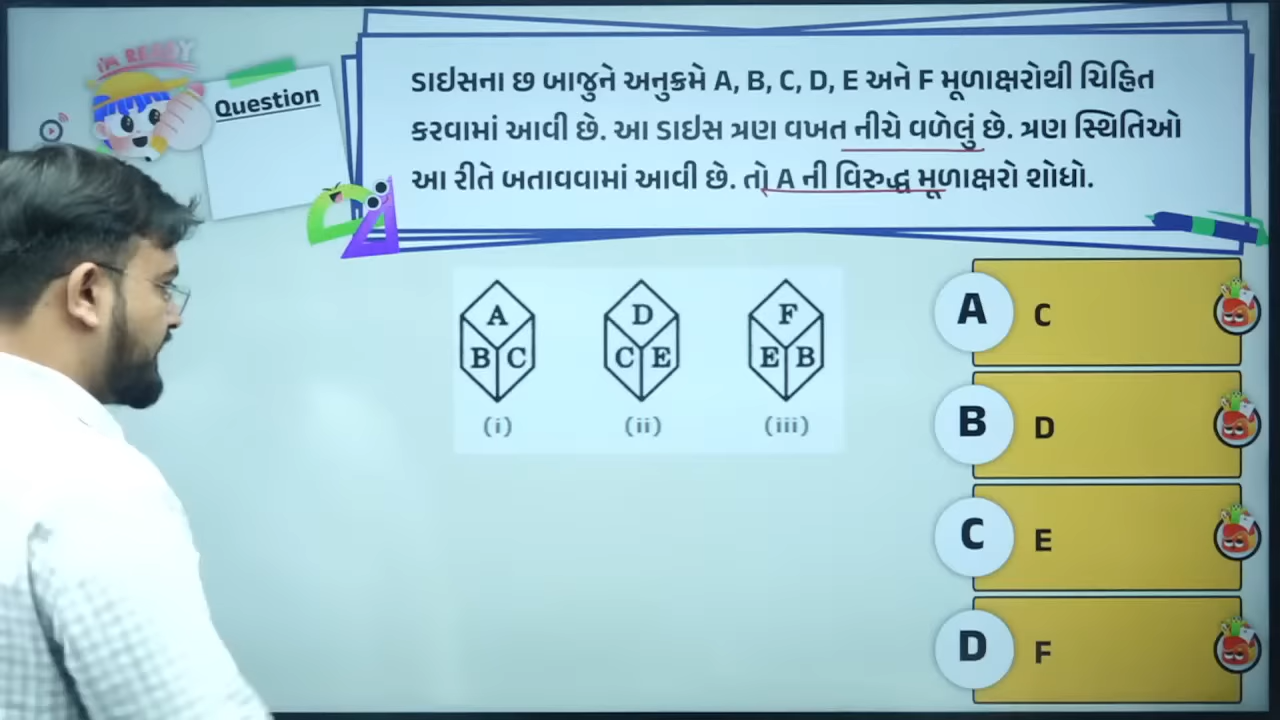 I'M READY
Question
ડાઇસના છ બાજુને અનુક્રમે A, B, C, D, E અને F મૂળાક્ષરોથી ચિહ્નિત
કરવામાં આવી છે. આ ડાઇસ ત્રણ વખત નીચે વળેલું છે. ત્રણ સ્થિતિઓ
આ રીતે બતાવવામાં આવી છે. તો A ની વિરુદ્ધ મૂળાક્ષરો શોધો.
A
B C
(i)
D
C E
(ii)
F
E B
(iii)
A C
B D
C E
D F